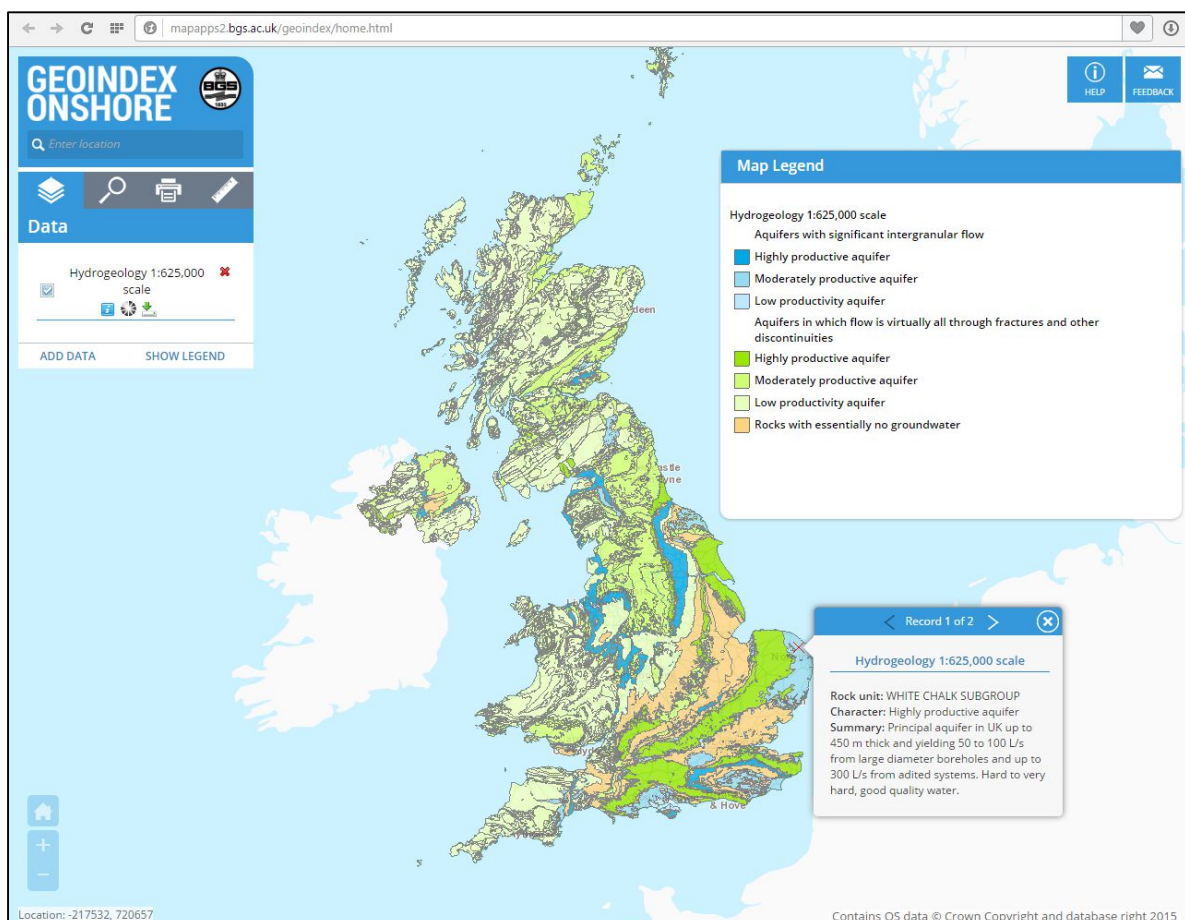 mapapps2.bgs.ac.uk/geoindex/home.html
GEOINDEX
ONSHORE
BGS
Enter location
HELP
FEEDBACK
Data
Hydrogeology 1:625,000
scale
ADD DATA
SHOW LEGEND
Map Legend
Hydrogeology 1:625,000 scale
Aquifers with significant intergranular flow
Highly productive aquifer
Moderately productive aquifer
Low productivity aquifer
Aquifers in which flow is virtually all through fractures and other
discontinuities
Highly productive aquifer
Moderately productive aquifer
Low productivity aquifer
Rocks with essentially no groundwater
deen
yne
& Hove
Record 1 of 2
Hydrogeology 1:625,000 scale
Rock unit: WHITE CHALK SUBGROUP
Character: Highly productive aquifer
Summary: Principal aquifer in UK up to
450 m thick and yielding 50 to 100 L/s
from large diameter boreholes and up to
300 L/s from adited systems. Hard to very
hard, good quality water.
Location: -217532, 720657
Contains OS data © Crown Copyright and database right 2015